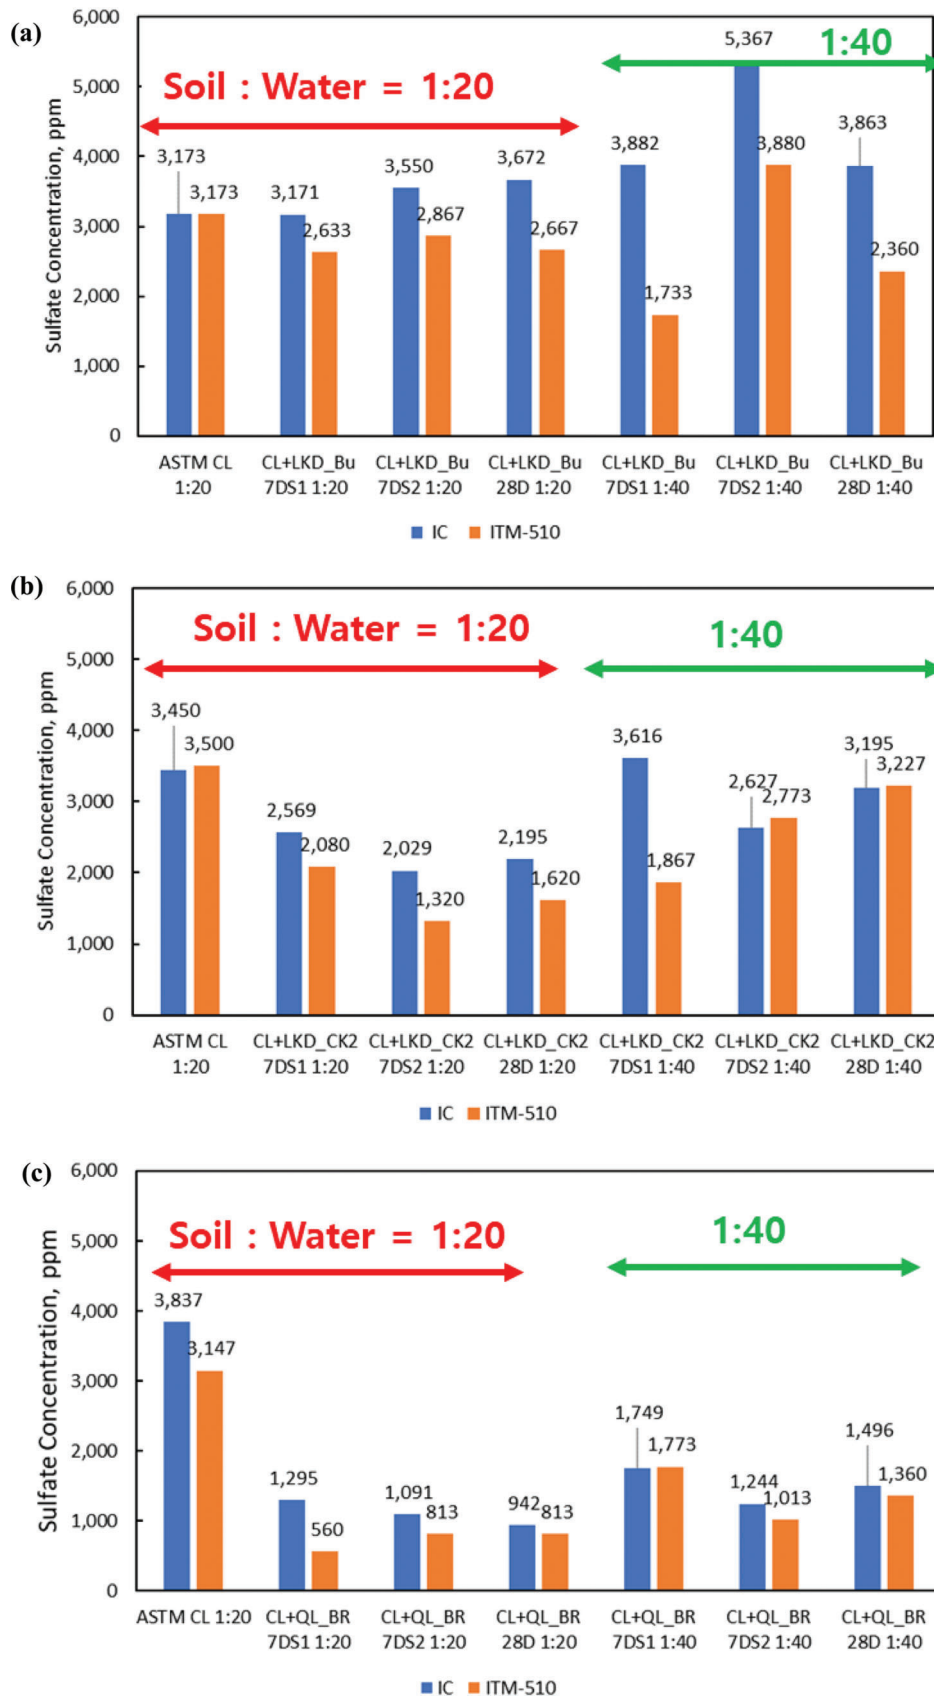 (a)
6,000
5,000
4,000
3,000
2,000
1,000
0
Sulfate Concentration, ppm
Soil : Water = 1:20
1:40
3,173
3,173
3,171
2,633
3,550
2,867
3,672
2,667
3,882
1,733
5,367
3,880
3,863
2,360
ASTM CL
1:20
CL+LKD_Bu
7DS1 1:20
CL+LKD_Bu
7DS2 1:20
CL+LKD_Bu
28D 1:20
CL+LKD_Bu
7DS1 1:40
CL+LKD_Bu
7DS2 1:40
CL+LKD_Bu
28D 1:40
IC ITM-510
(b)
6,000
5,000
4,000
3,000
2,000
1,000
0
Sulfate Concentration, ppm
Soil : Water = 1:20
1:40
3,450
3,500
2,569
2,080
2,029
1,320
2,195
1,620
3,616
1,867
2,627
2,773
3,195
3,227
ASTM CL
1:20
CL+LKD_CK2
7DS1 1:20
CL+LKD_CK2
7DS2 1:20
CL+LKD_CK2
28D 1:20
CL+LKD_CK2
7DS1 1:40
CL+LKD_CK2
7DS2 1:40
CL+LKD_CK2
28D 1:40
IC ITM-510
(c)
6,000
5,000
4,000
3,000
2,000
1,000
0
Sulfate Concentration, ppm
Soil : Water = 1:20
1:40
3,837
3,147
1,295
560
1,091
813
942
813
1,749
1,773
1,244
1,013
1,496
1,360
ASTM CL 1:20
CL+QL_BR
7DS1 1:20
CL+QL_BR
7DS2 1:20
CL+QL_BR
28D 1:20
CL+QL_BR
7DS1 1:40
CL+QL_BR
7DS2 1:40
CL+QL_BR
28D 1:40
IC ITM-510